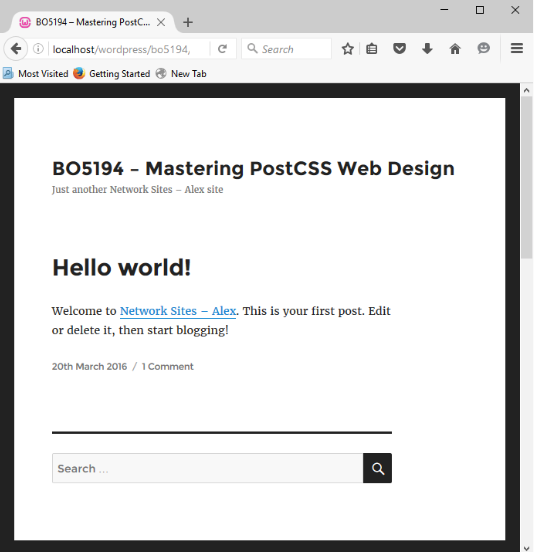 BO5194 – Mastering PostC...
localhost/wordpress/bo5194,
Search
Most Visited Getting Started New Tab
BO5194 – Mastering PostCSS Web Design
Just another Network Sites – Alex site
Hello world!
Welcome to Network Sites – Alex. This is your first post. Edit
or delete it, then start blogging!
20th March 2016 / 1 Comment
Search ...